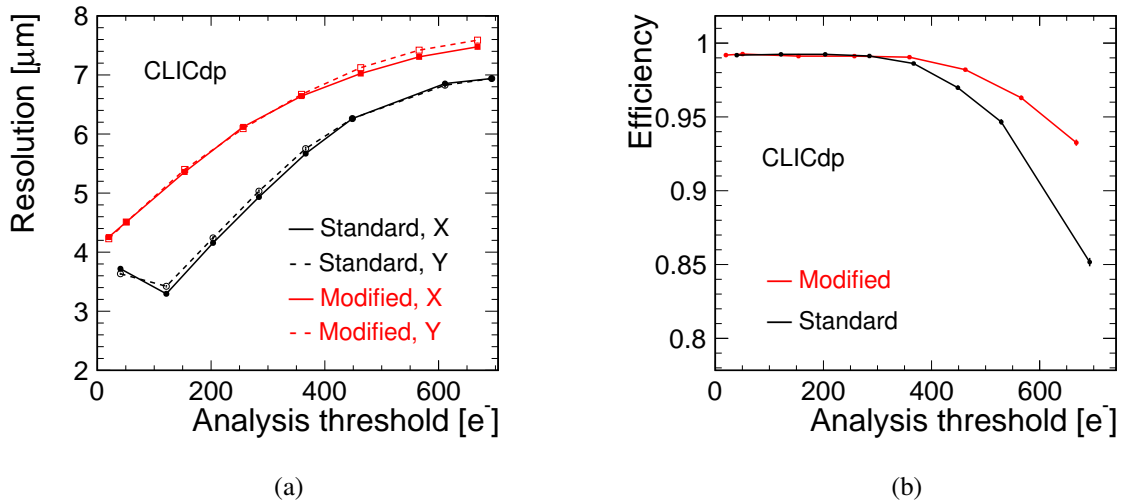 Resolution [μm]
8
7
6
5
4
3
2
CLICdp
Standard, X
Standard, Y
Modified, X
Modified, Y
0 200 400 600
Analysis threshold [e⁻]
(a)
Efficiency
1
0.95
0.9
0.85
0.8
CLICdp
Modified
Standard
0 200 400 600
Analysis threshold [e⁻]
(b)